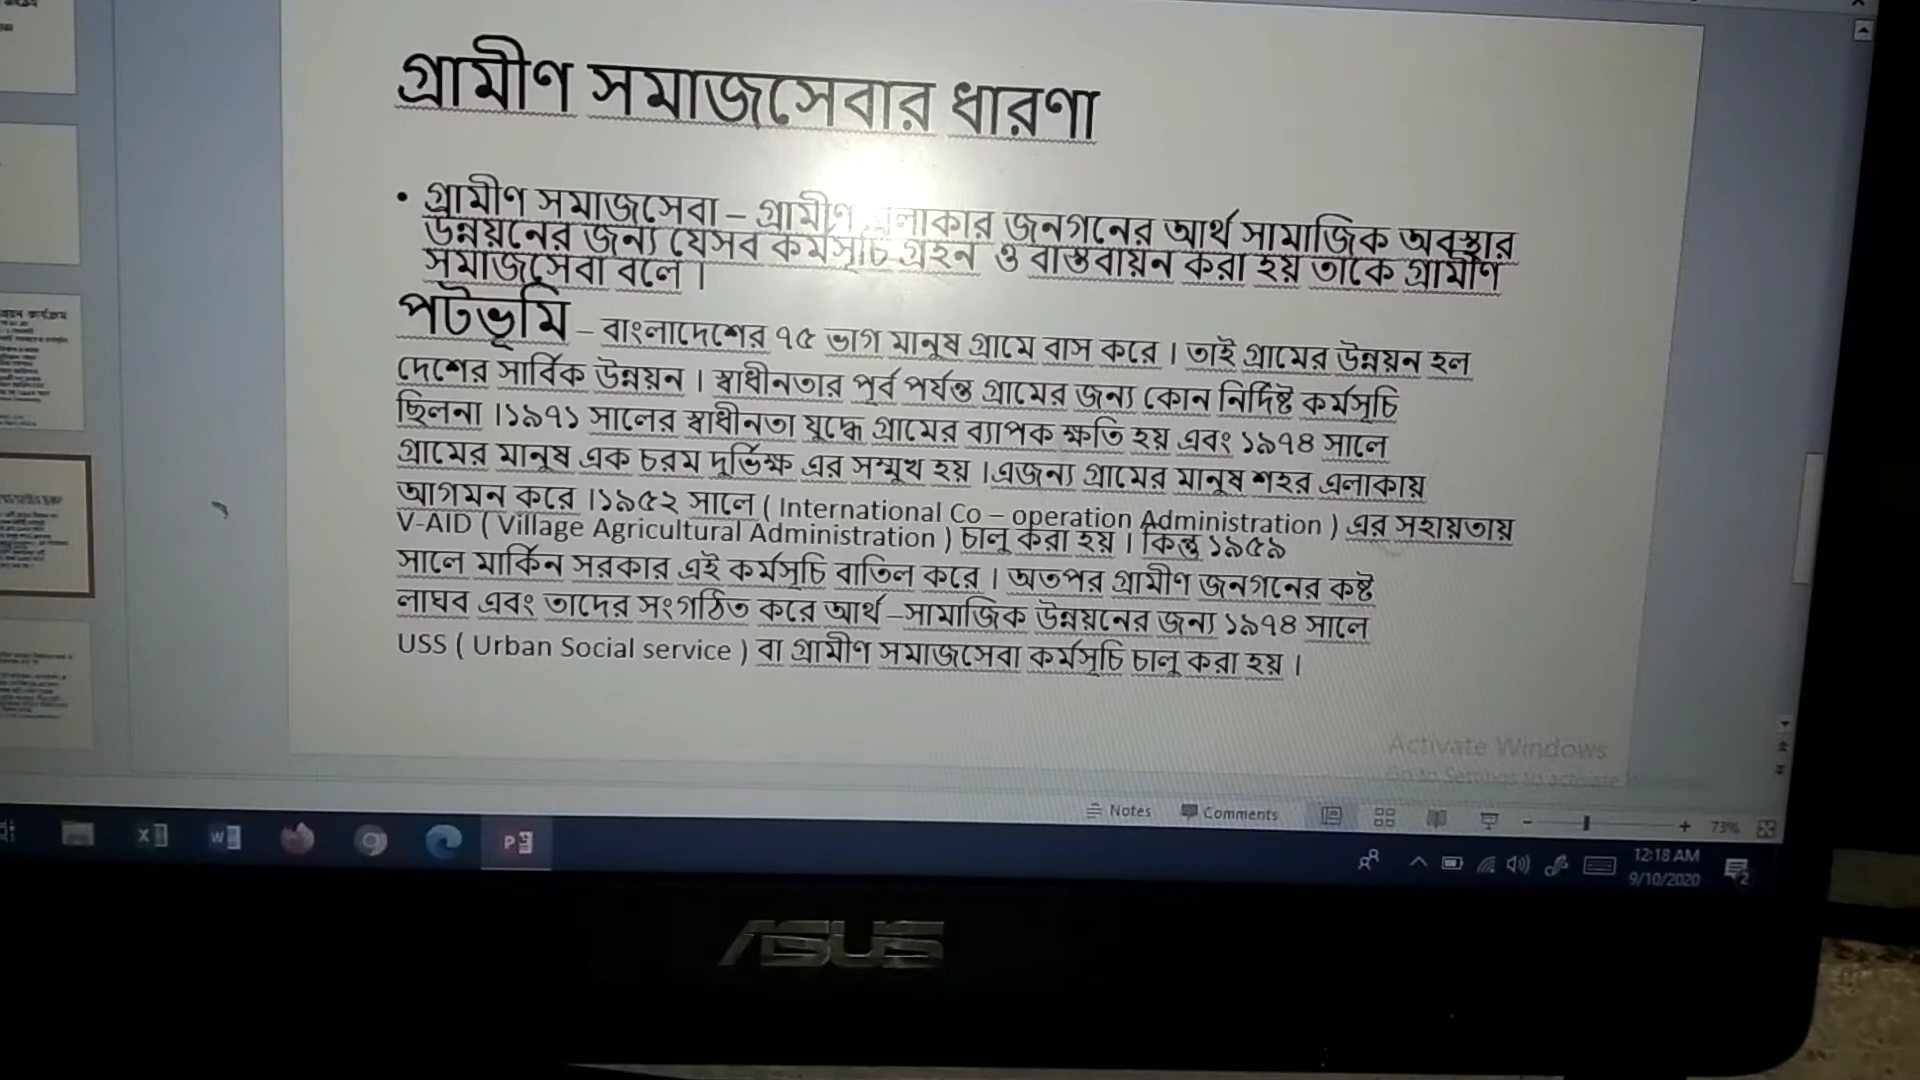 গ্রামীণ সমাজসেবার ধারণা
• গ্রামীণ সমাজসেবা – গ্রামীণ এলাকার জনগনের আর্থ সামাজিক অবস্থার
উন্নয়নের জন্য যেসব কর্মসূচি গ্রহন ও বাস্তবায়ন করা হয় তাকে গ্রামীণ
সমাজসেবা বলে ।
পটভূমি – বাংলাদেশের ৭৫ ভাগ মানুষ গ্রামে বাস করে । তাই গ্রামের উন্নয়ন হল
দেশের সার্বিক উন্নয়ন । স্বাধীনতার পূর্ব পর্যন্ত গ্রামের জন্য কোন নির্দিষ্ট কর্মসূচি
ছিলনা ।১৯৭১ সালের স্বাধীনতা যুদ্ধে গ্রামের ব্যাপক ক্ষতি হয় এবং ১৯৭৪ সালে
গ্রামের মানুষ এক চরম দুর্ভিক্ষ এর সম্মুখ হয় ।এজন্য গ্রামের মানুষ শহর এলাকায়
আগমন করে ।১৯৫২ সালে ( International Co – operation Administration ) এর সহায়তায়
V-AID ( Village Agricultural Administration ) চালু করা হয় । কিন্তু ১৯৫৯
সালে মার্কিন সরকার এই কর্মসূচি বাতিল করে । অতপর গ্রামীণ জনগনের কষ্ট
লাঘব এবং তাদের সংগঠিত করে আর্থ –সামাজিক উন্নয়নের জন্য ১৯৭৪ সালে
USS ( Urban Social service ) বা গ্রামীণ সমাজসেবা কর্মসূচি চালু করা হয় ।
Activate Windows
Go to Settings to activate
Notes Comments 73%
12:18 AM
9/10/2020
ASUS